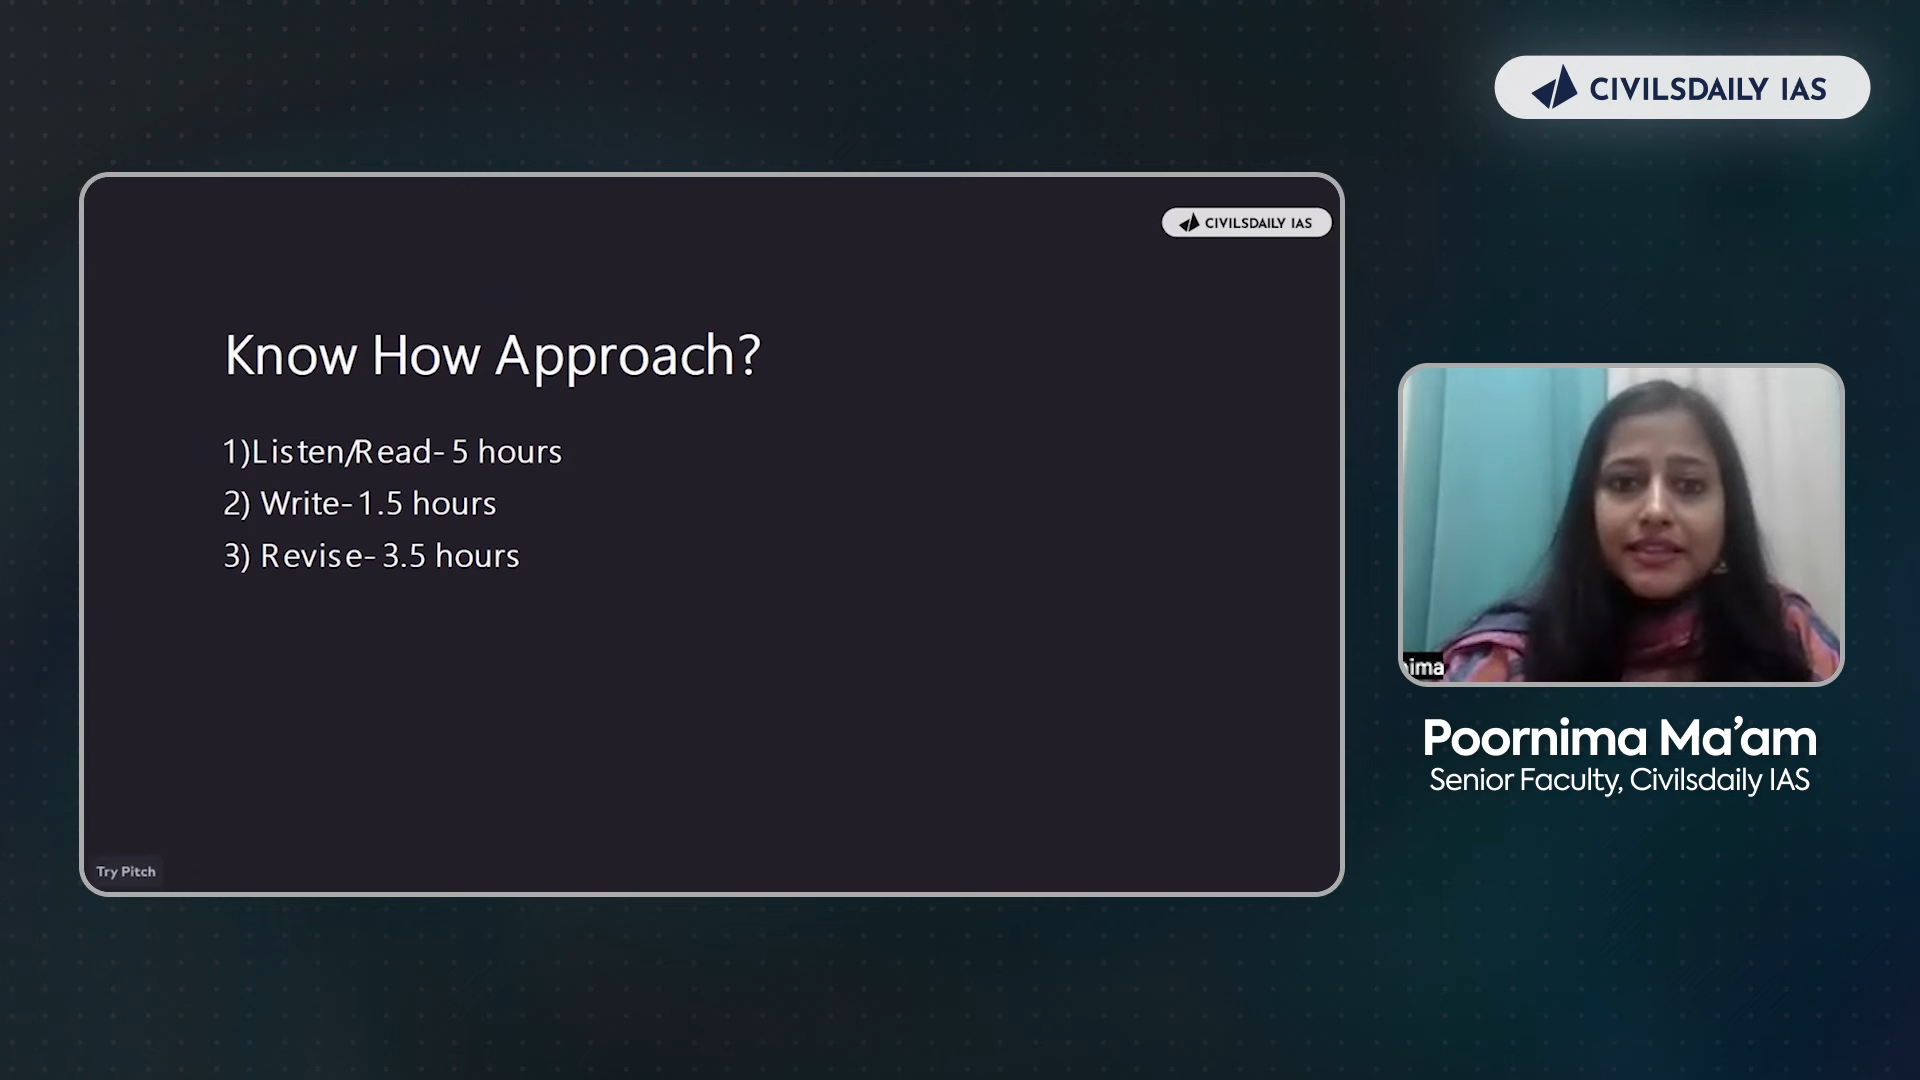 CIVILSDAILY IAS
CIVILSDAILY IAS
Know How Approach?
1)Listen/Read- 5 hours
2) Write- 1.5 hours
3) Revise- 3.5 hours
Try Pitch
ima
Poornima Ma’am
Senior Faculty, Civilsdaily IAS